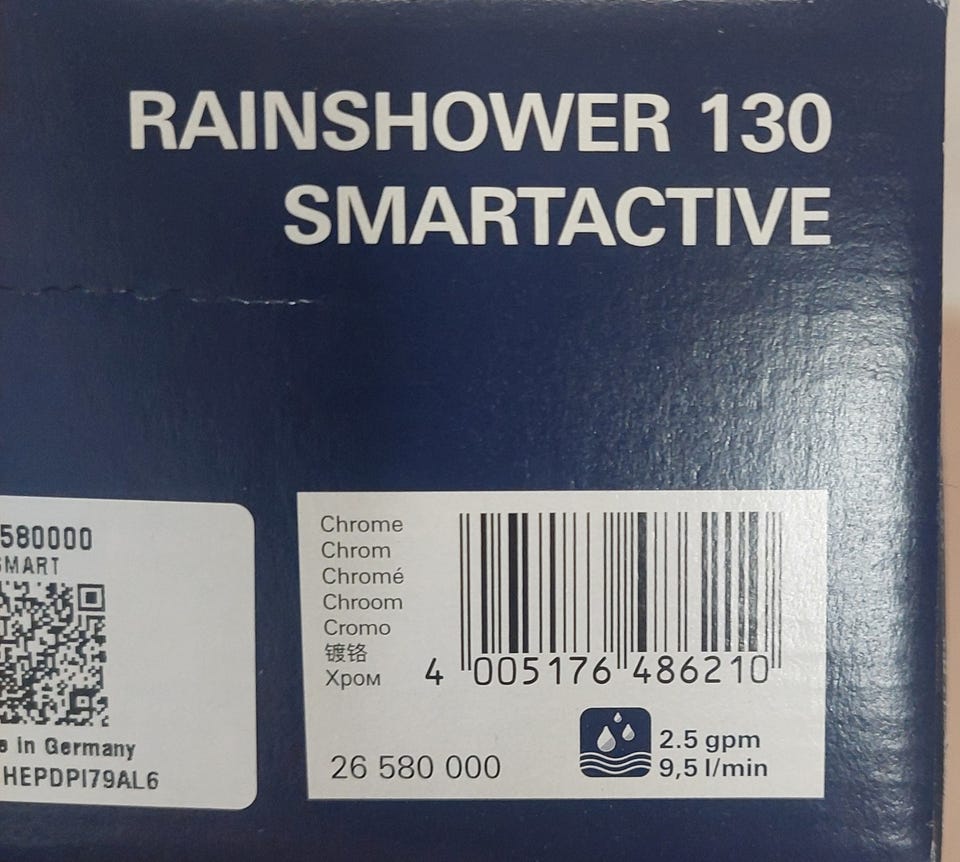 RAINSHOWER 130
SMARTACTIVE
580000
SMART
in Germany
HEPDPI79AL6
Chrome
Chrom
Chromé
Chroom
Cromo
镀铬
Хром
4 005176 486210
26 580 000
2.5 gpm
9,5 l/min